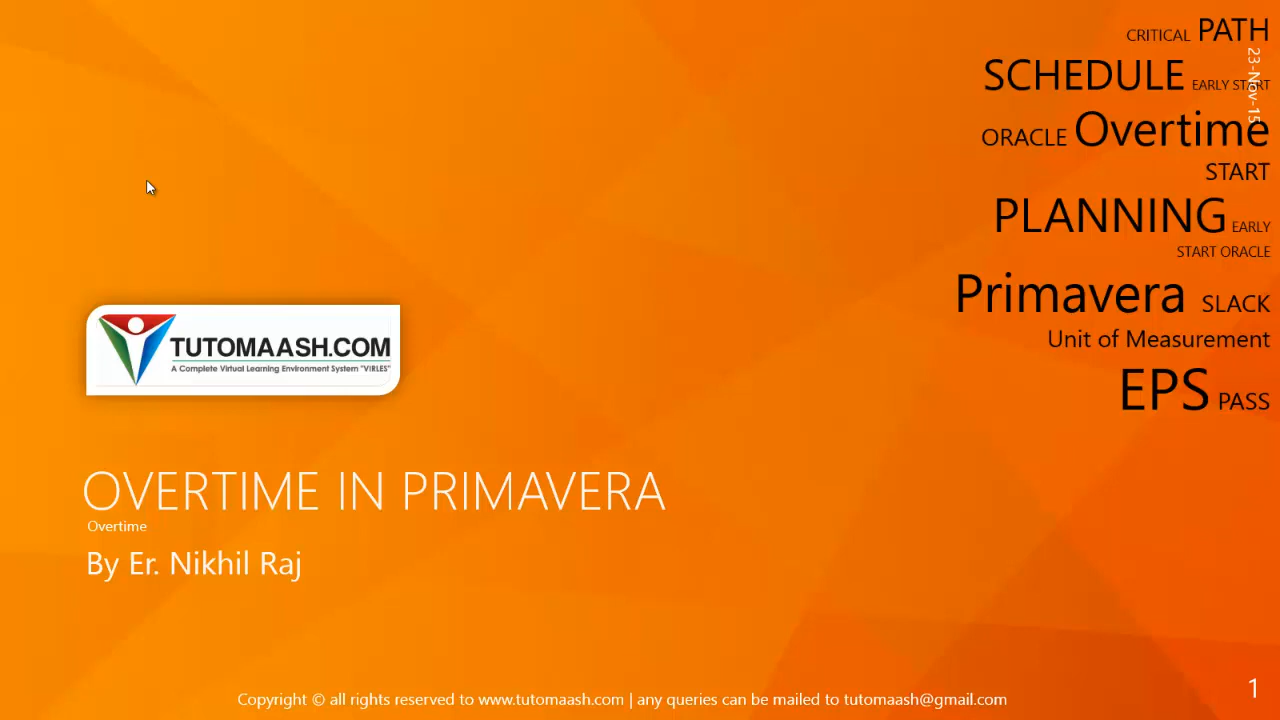 CRITICAL PATH
SCHEDULE EARLY START
23-Nov-15
ORACLE Overtime
START
PLANNING EARLY
START ORACLE
Primavera SLACK
Unit of Measurement
EPS PASS
TUTOMAASH.COM
A Complete Virtual Learning Environment System "VIRLES"
OVERTIME IN PRIMAVERA
Overtime
By Er. Nikhil Raj
Copyright © all rights reserved to www.tutomaash.com | any queries can be mailed to tutomaash@gmail.com
1